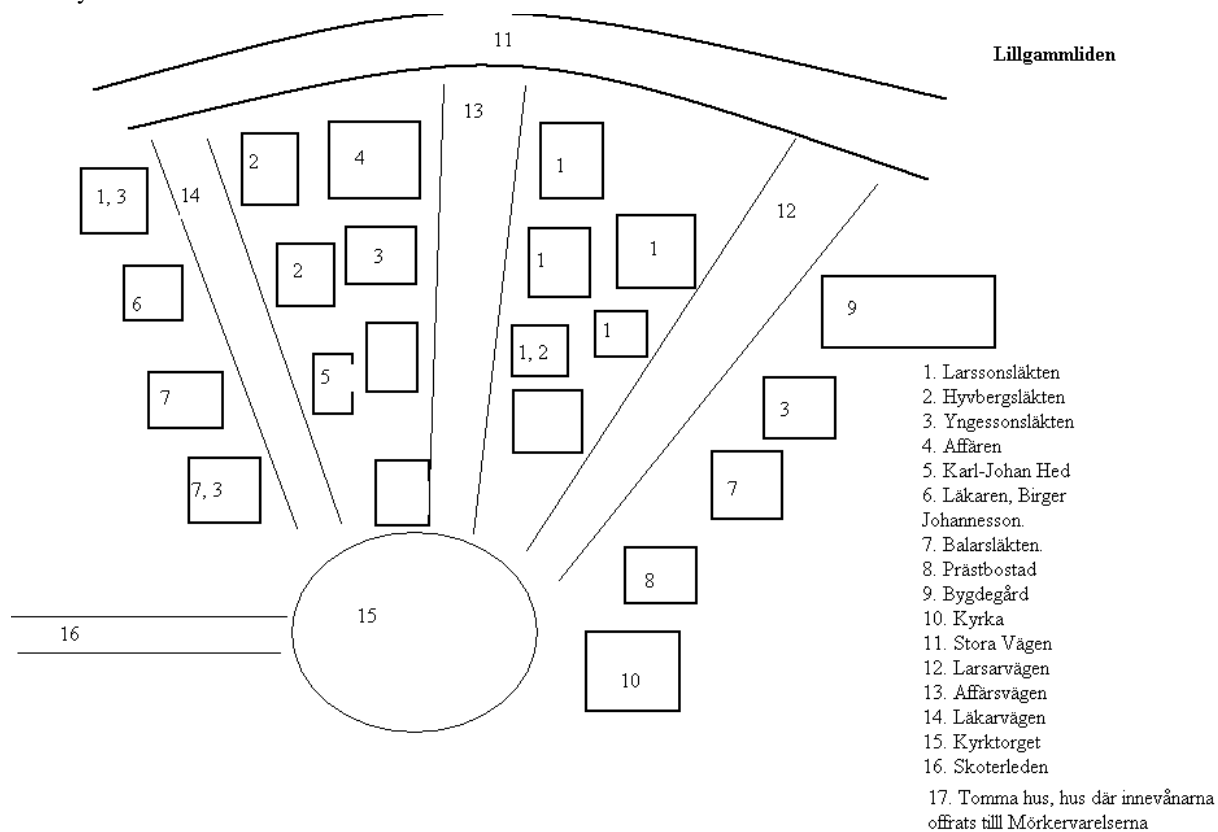 11
Lillgammliden
13
2
4
1
1, 3
14
12
1
3
1
2
6
9
1
1, 2
5
1. Larssonsläkten
2. Hyvbergsläkten
7
3
3. Yngessonsläkten
4. Affären
5. Karl-Johan Hed
7, 3
7
6. Läkaren, Birger
Johannesson.
7. Balarsläkten.
8
8. Prästbostad
9. Bygdegård
15
10. Kyrka
16
11. Stora Vägen
10
12. Larsarvägen
13. Affärsvägen
14. Läkarvägen
15. Kyrktorget
16. Skoterleden
17. Tomma hus, hus där innevånarna
offrats tilll Mörkervarelserna